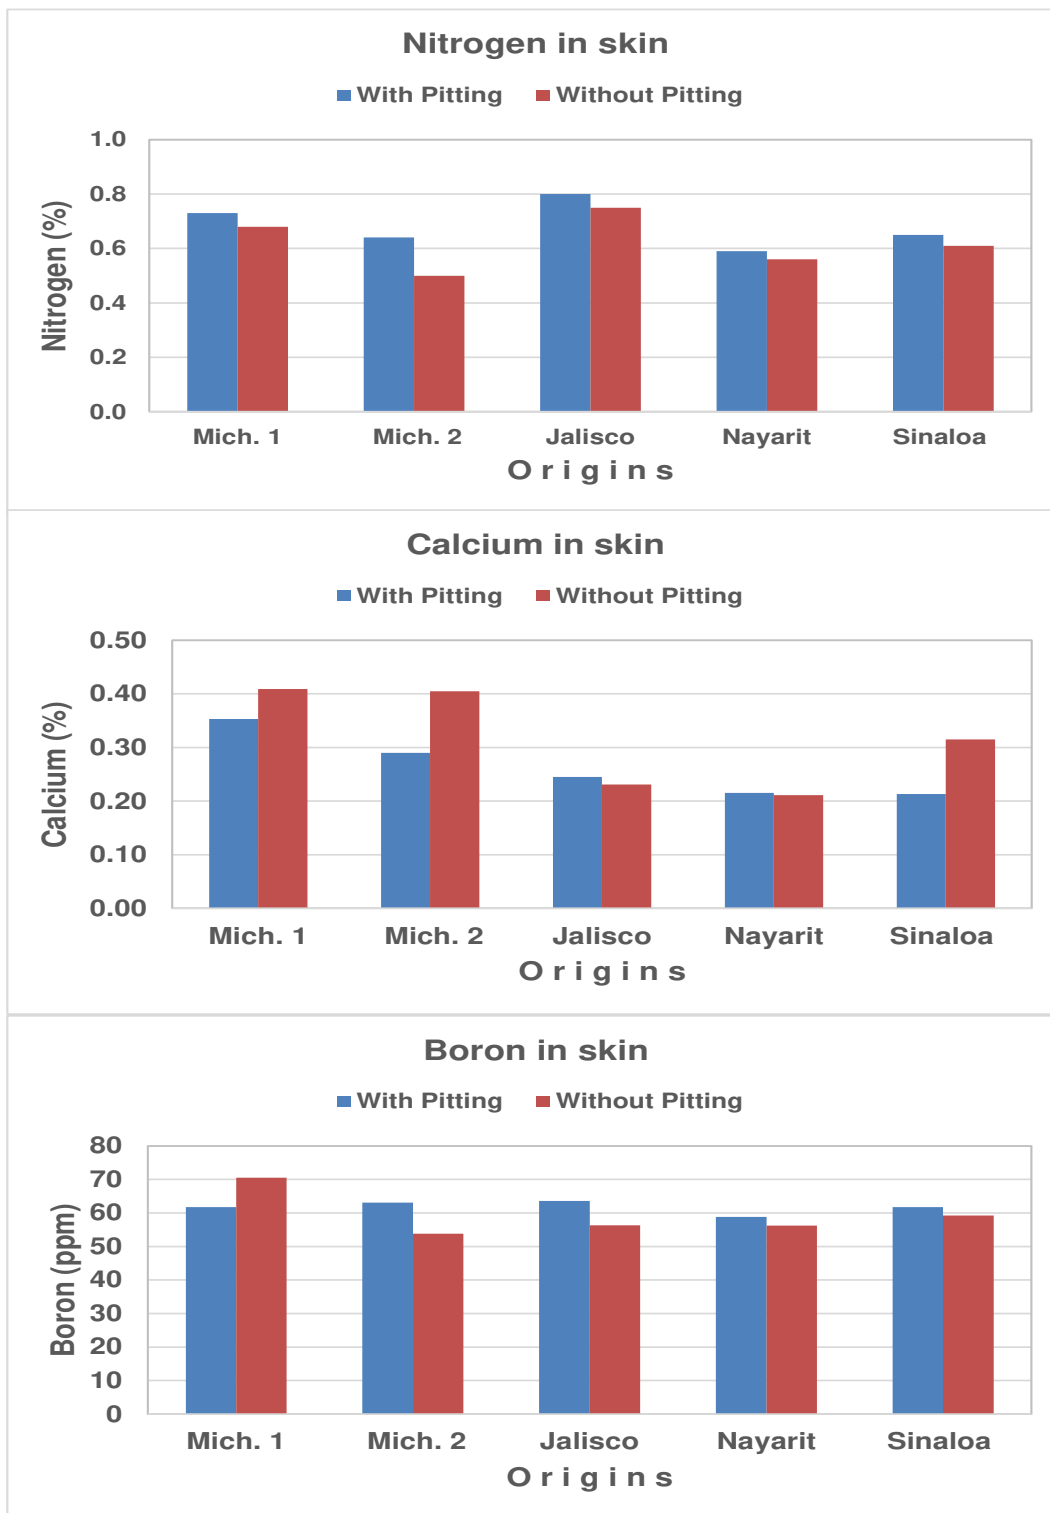 Nitrogen in skin
With Pitting Without Pitting
1.0
0.8
0.6
0.4
0.2
0.0
Nitrogen (%)
Mich. 1 Mich. 2 Jalisco Nayarit Sinaloa
O r i g i n s
Calcium in skin
With Pitting Without Pitting
0.50
0.40
0.30
0.20
0.10
0.00
Calcium (%)
Mich. 1 Mich. 2 Jalisco Nayarit Sinaloa
O r i g i n s
Boron in skin
With Pitting Without Pitting
80
70
60
50
40
30
20
10
0
Boron (ppm)
Mich. 1 Mich. 2 Jalisco Nayarit Sinaloa
O r i g i n s